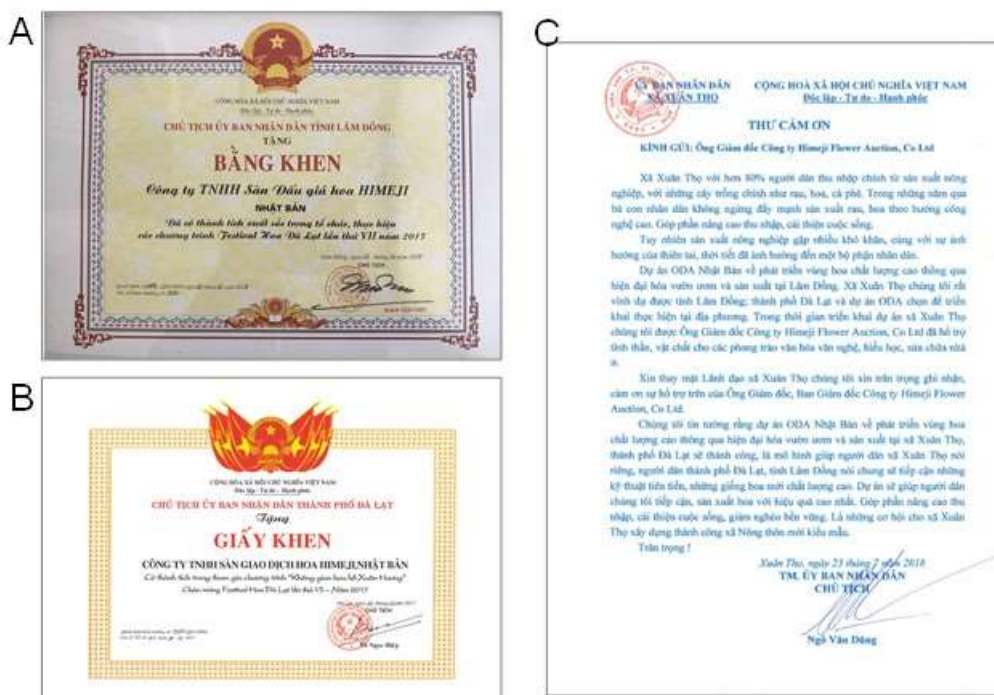 A
CỘNG HÒA XÃ HỘI CHỦ NGHĨA VIỆT NAM
Độc lập - Tự do - Hạnh phúc
CHỦ TỊCH ỦY BAN NHÂN DÂN TỈNH LÂM ĐỒNG
TẶNG
BẰNG KHEN
Công ty TNHH Sàn Đấu giá hoa HIMEJI
NHẬT BẢN
Đã có thành tích xuất sắc trong tổ chức, thực hiện
các chương trình Festival Hoa Đà Lạt lần thứ VII năm 2017
CHỦ TỊCH
B
CỘNG HÒA XÃ HỘI CHỦ NGHĨA VIỆT NAM
Độc lập - Tự do - Hạnh phúc
CHỦ TỊCH ỦY BAN NHÂN DÂN THÀNH PHỐ ĐÀ LẠT
Tặng
GIẤY KHEN
CÔNG TY TNHH SÀN GIAO DỊCH HOA HIMEJI,NHẬT BẢN
Có thành tích trong tham gia chương trình "Không gian hoa hồ Xuân Hương"
Chào mừng Festival Hoa Đà Lạt lần thứ VII - Năm 2017
CHỦ TỊCH
C
ỦY BAN NHÂN DÂN
XÃ XUÂN THỌ
CỘNG HOÀ XÃ HỘI CHỦ NGHĨA VIỆT NAM
Độc lập - Tự do - Hạnh phúc
THƯ CẢM ƠN
KÍNH GỬI: Ông Giám đốc Công ty Himeji Flower Auction, Co Ltd
Xã Xuân Thọ với hơn 80% người dân thu nhập chính từ sản xuất nông
nghiệp, với những cây trồng chính như rau, hoa, cà phê. Trong những năm qua
bà con nhân dân không ngừng đẩy mạnh sản xuất rau, hoa theo hướng công
nghệ cao. Góp phần nâng cao thu nhập, cải thiện cuộc sống.
Tuy nhiên sản xuất nông nghiệp gặp nhiều khó khăn, cùng với sự ảnh
hưởng của thiên tai, thời tiết đã ảnh hưởng đến một bộ phận nhân dân.
Dự án ODA Nhật Bản về phát triển vùng hoa chất lượng cao thông qua
hiện đại hóa vườn ươm và sản xuất tại Lâm Đồng. Xã Xuân Thọ chúng tôi rất
vinh dự được tỉnh Lâm Đồng; thành phố Đà Lạt và dự án ODA chọn để triển
khai thực hiện tại địa phương. Trong thời gian triển khai dự án xã Xuân Thọ
chúng tôi được Ông Giám đốc Công ty Himeji Flower Auction, Co Ltd đã hỗ trợ
tinh thần, vật chất cho các phong trào văn hóa văn nghệ, hiếu học, sửa chữa nhà
ở.
Xin thay mặt Lãnh đạo xã Xuân Thọ chúng tôi xin trân trọng ghi nhận,
cảm ơn sự hỗ trợ trên của Ông Giám đốc, Ban Giám đốc Công ty Himeji Flower
Auction, Co Ltd.
Chúng tôi tin tưởng rằng dự án ODA Nhật Bản về phát triển vùng hoa
chất lượng cao thông qua hiện đại hóa vườn ươm và sản xuất tại xã Xuân Thọ,
thành phố Đà Lạt sẽ thành công, là mô hình giúp người dân xã Xuân Thọ nói
riêng, người dân thành phố Đà Lạt, tỉnh Lâm Đồng nói chung sẽ tiếp cận những
kỹ thuật tiên tiến, những giống hoa mới chất lượng cao. Dự án sẽ giúp người dân
chúng tôi tiếp cận, sản xuất hoa với hiệu quả cao nhất. Góp phần nâng cao thu
nhập, cải thiện cuộc sống, giảm nghèo bền vững. Là những cơ hội cho xã Xuân
Thọ xây dựng thành công xã Nông thôn mới kiểu mẫu.
Trân trọng !
Xuân Thọ, ngày 23 tháng 7 năm 2018
TM. ỦY BAN NHÂN DÂN
CHỦ TỊCH
Ngô Văn Dũng